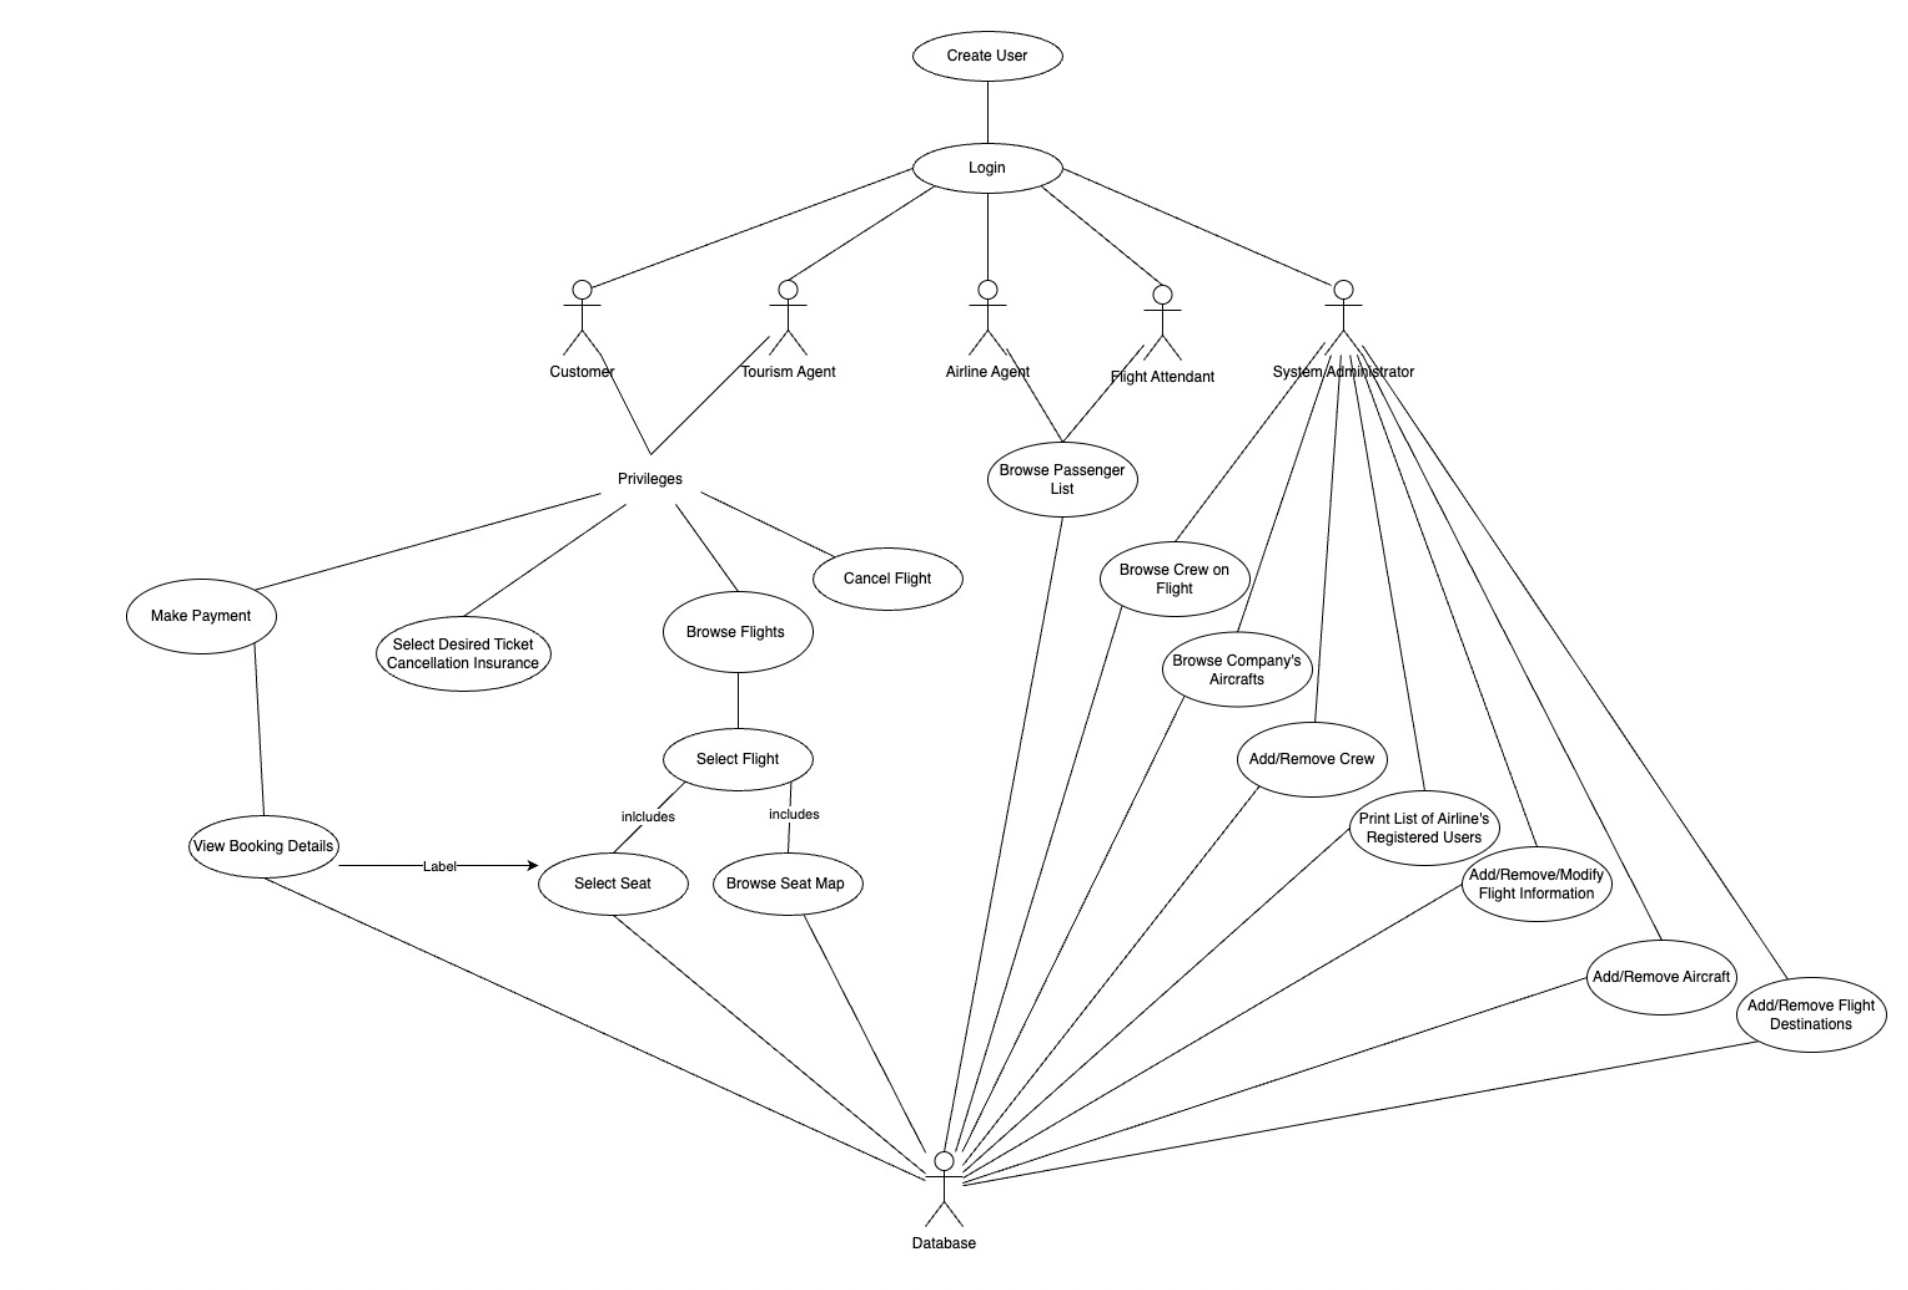 Create User
Login
Customer
Tourism Agent
Airline Agent
Flight Attendant
System Administrator
Privileges
Browse Passenger
List
Make Payment
Select Desired Ticket
Cancellation Insurance
Browse Flights
Cancel Flight
Browse Crew on
Flight
Browse Company's
Aircrafts
Select Flight
Add/Remove Crew
inlcludes
includes
Print List of Airline's
Registered Users
View Booking Details
Label
Select Seat
Browse Seat Map
Add/Remove/Modify
Flight Information
Add/Remove Aircraft
Add/Remove Flight
Destinations
Database